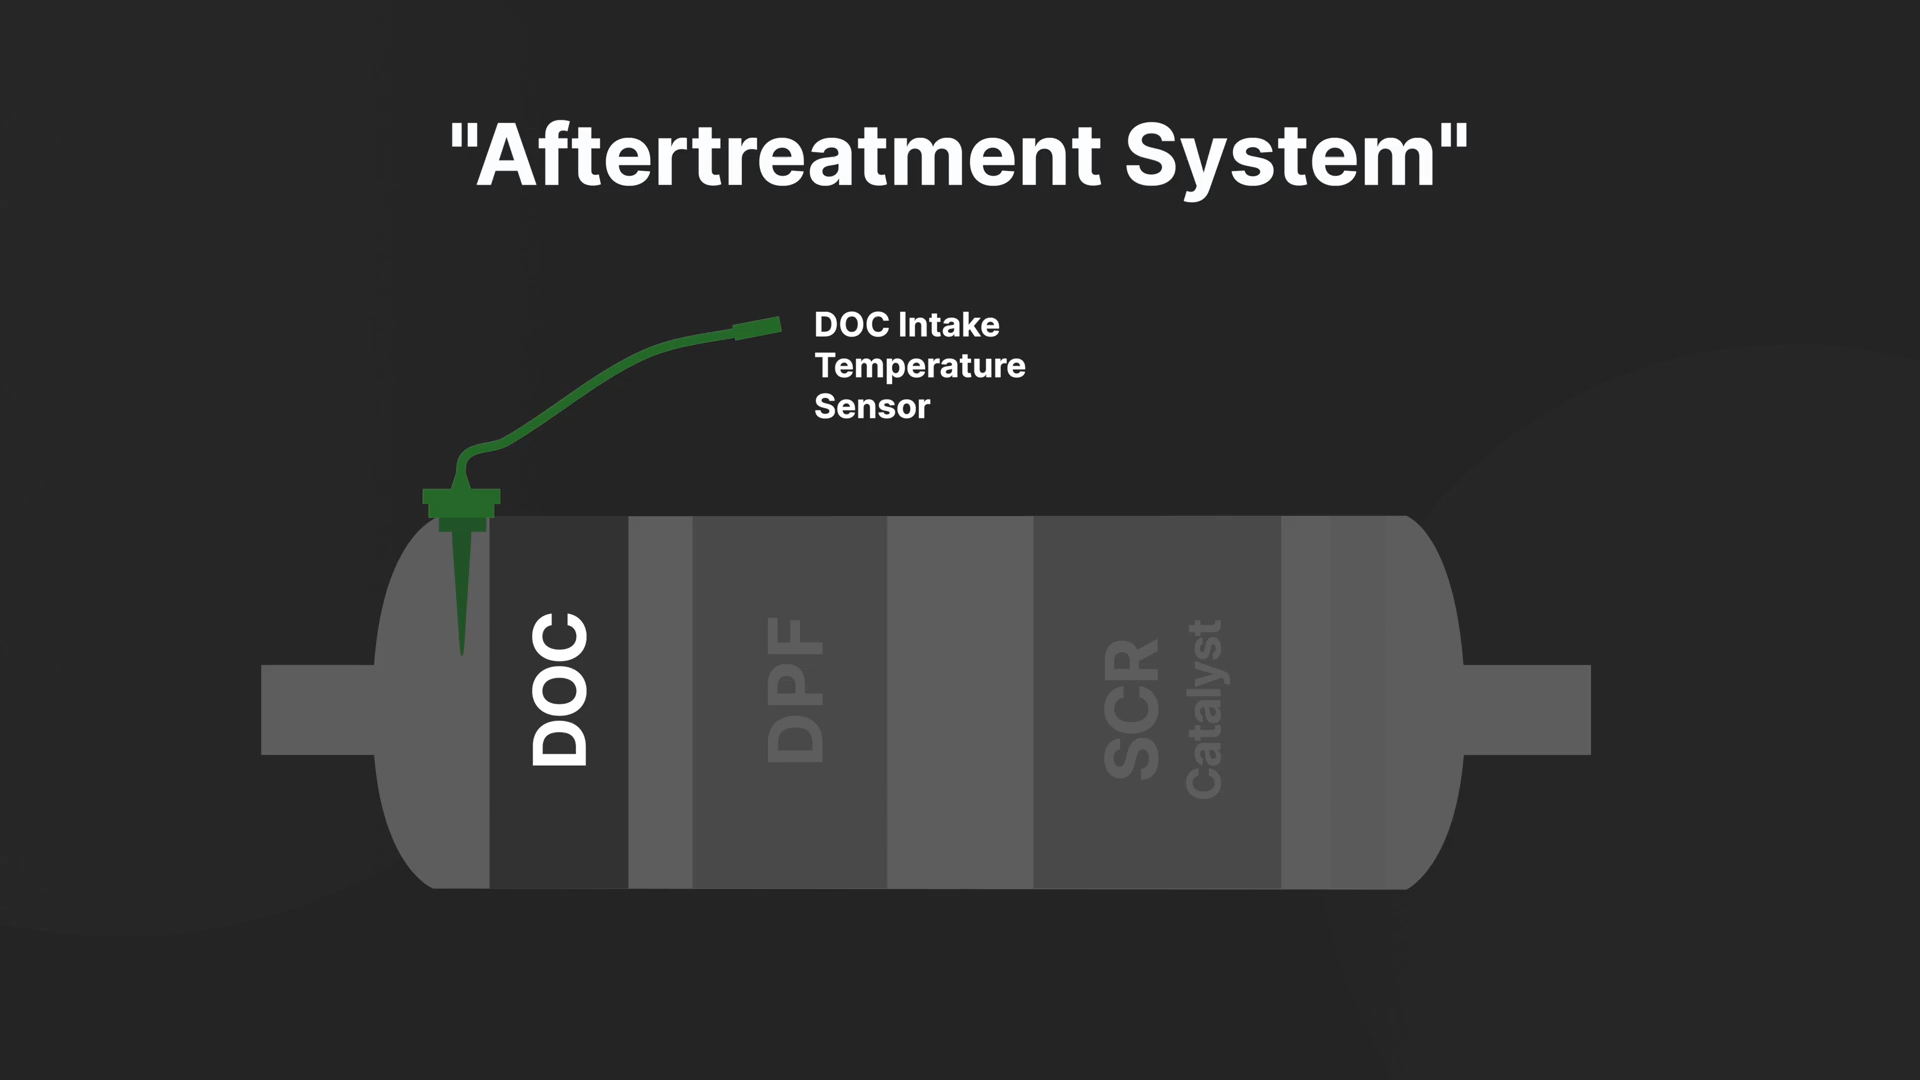 "Aftertreatment System"
DOC Intake
Temperature
Sensor
DOC
DPF
SCR
Catalyst